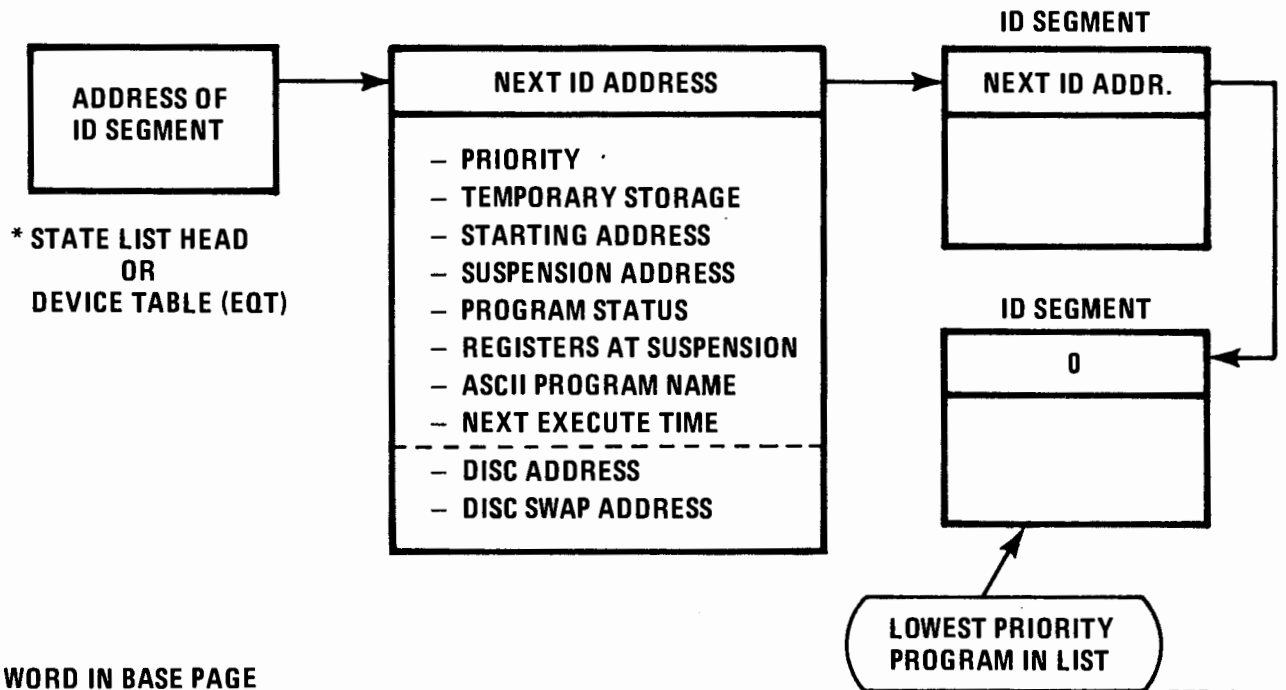 ADDRESS OF
ID SEGMENT
* STATE LIST HEAD
OR
DEVICE TABLE (EQT)
NEXT ID ADDRESS
– PRIORITY
– TEMPORARY STORAGE
– STARTING ADDRESS
– SUSPENSION ADDRESS
– PROGRAM STATUS
– REGISTERS AT SUSPENSION
– ASCII PROGRAM NAME
– NEXT EXECUTE TIME
– DISC ADDRESS
– DISC SWAP ADDRESS
ID SEGMENT
NEXT ID ADDR.
ID SEGMENT
0
LOWEST PRIORITY
PROGRAM IN LIST
WORD IN BASE PAGE